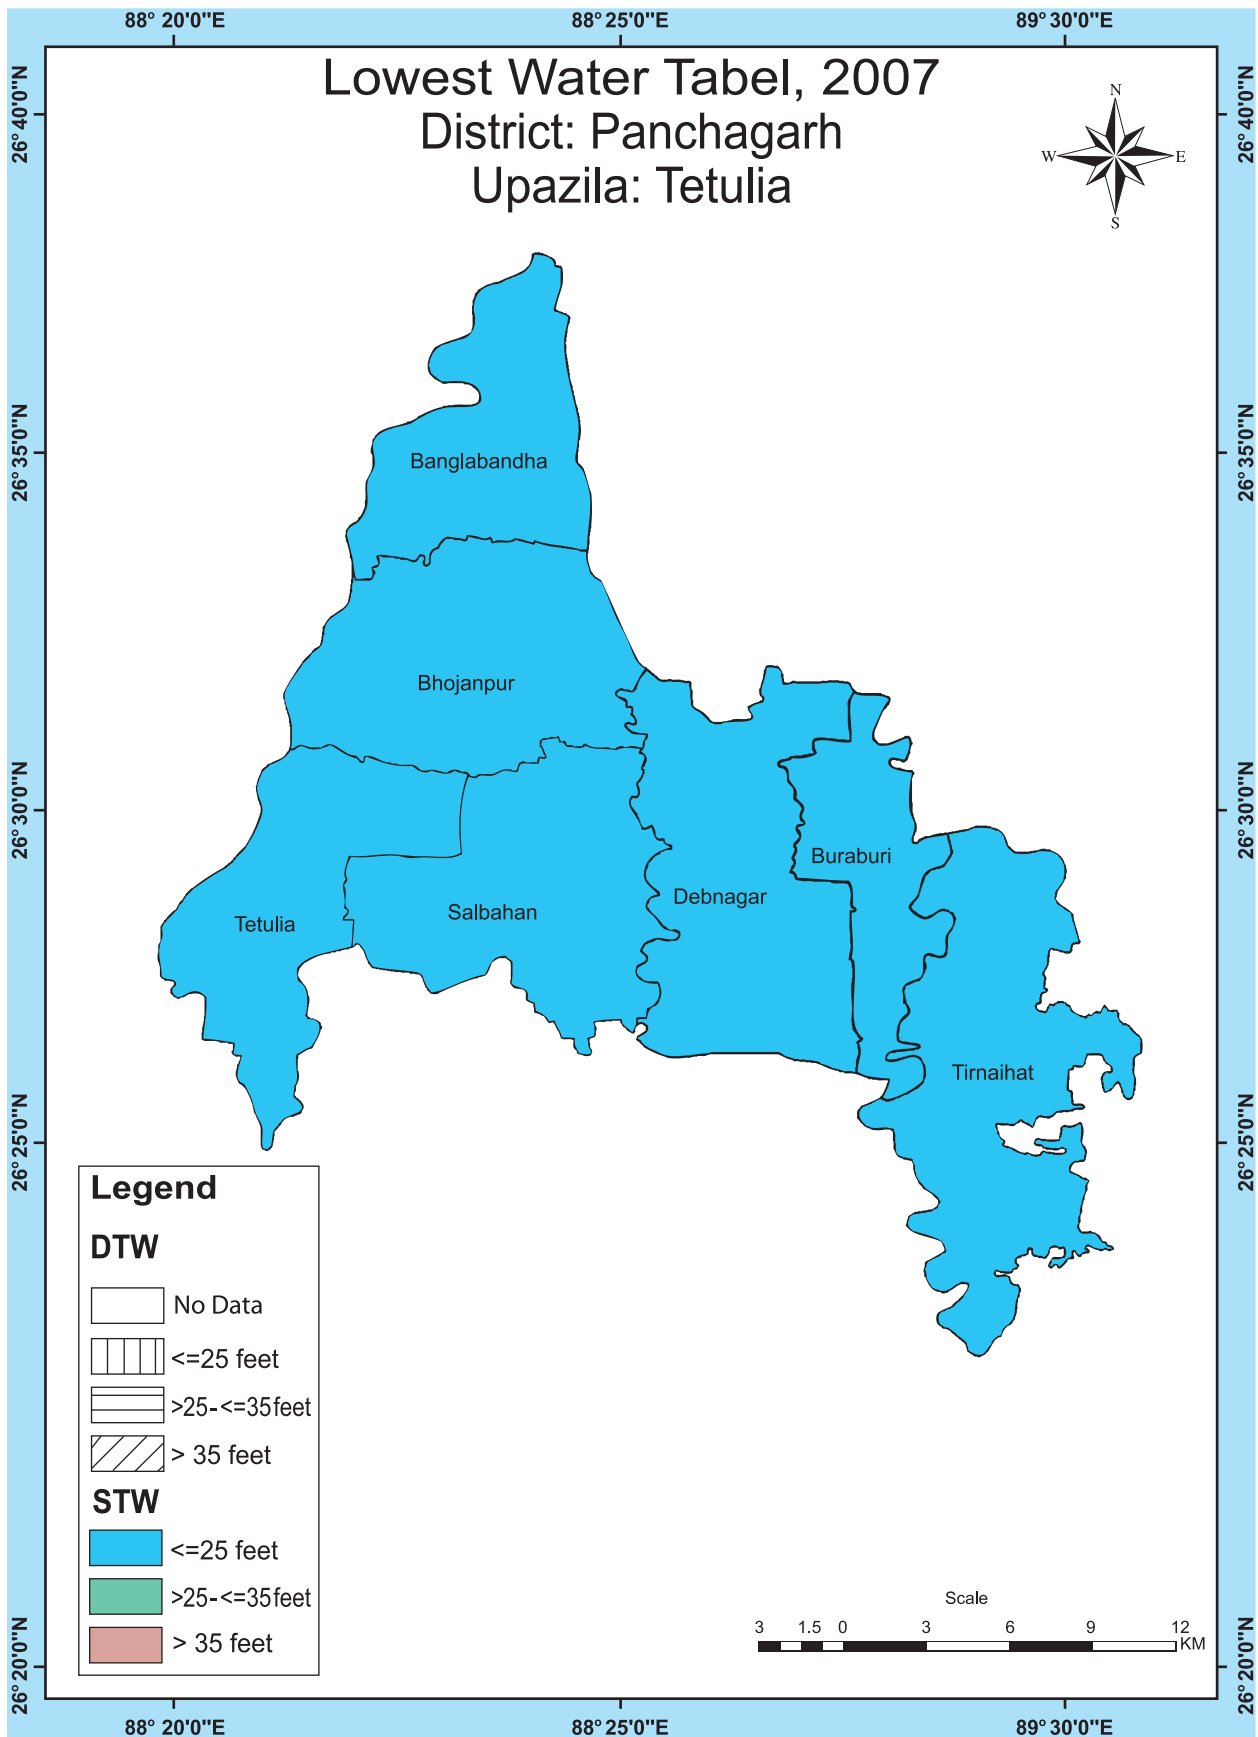 88° 20'0"E
88° 25'0"E
89° 30'0"E
Lowest Water Tabel, 2007
District: Panchagarh
Upazila: Tetulia
N
W
E
S
26° 40'0"N
26° 40'0"N
26° 35'0"N
26° 35'0"N
Banglabandha
Bhojanpur
26° 30'0"N
26° 30'0"N
Buraburi
Debnagar
Salbahan
Tetulia
Tirnaihat
26° 25'0"N
26° 25'0"N
Legend
DTW
No Data
<=25 feet
>25-<=35feet
> 35 feet
STW
<=25 feet
>25-<=35feet
> 35 feet
Scale
3 1.5 0 3 6 9 12
KM
26° 20'0"N
26° 20'0"N
88° 20'0"E
88° 25'0"E
89° 30'0"E